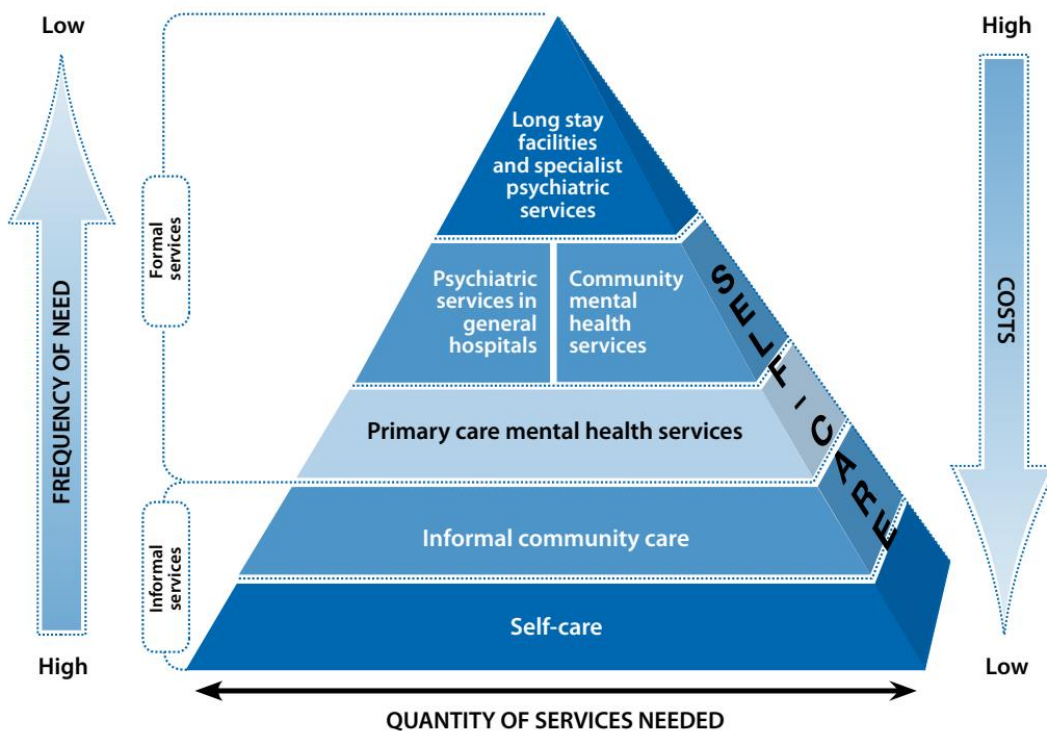 Low
High
Long stay
facilities
and specialist
psychiatric
services
Formal
services
FREQUENCY OF NEED
Psychiatric
services in
general
hospitals
Community
mental
health
services
SELF-CARE
COSTS
Primary care mental health services
Informal community care
Informal
services
Self-care
High
Low
QUANTITY OF SERVICES NEEDED